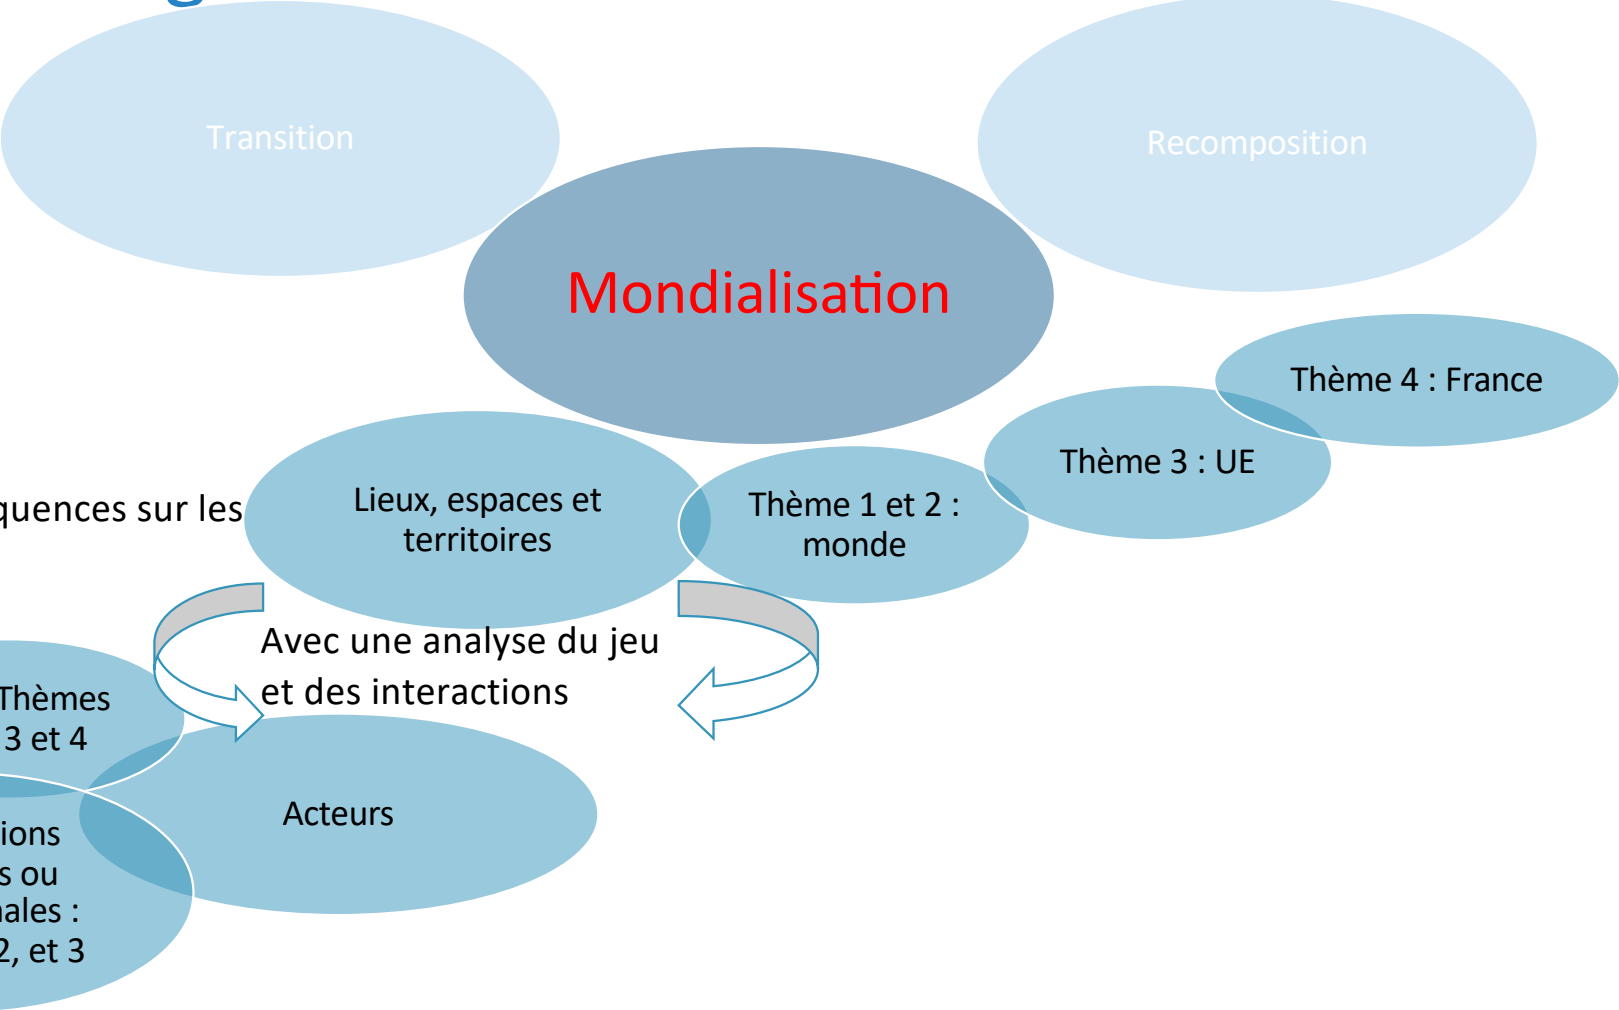 g
Transition
Recomposition
Mondialisation
Thème 4 : France
Thème 3 : UE
Lieux, espaces et
territoires
Thème 1 et 2 :
monde
quences sur les
Avec une analyse du jeu
et des interactions
Thèmes
3 et 4
Acteurs
ions
s ou
nales :
2, et 3